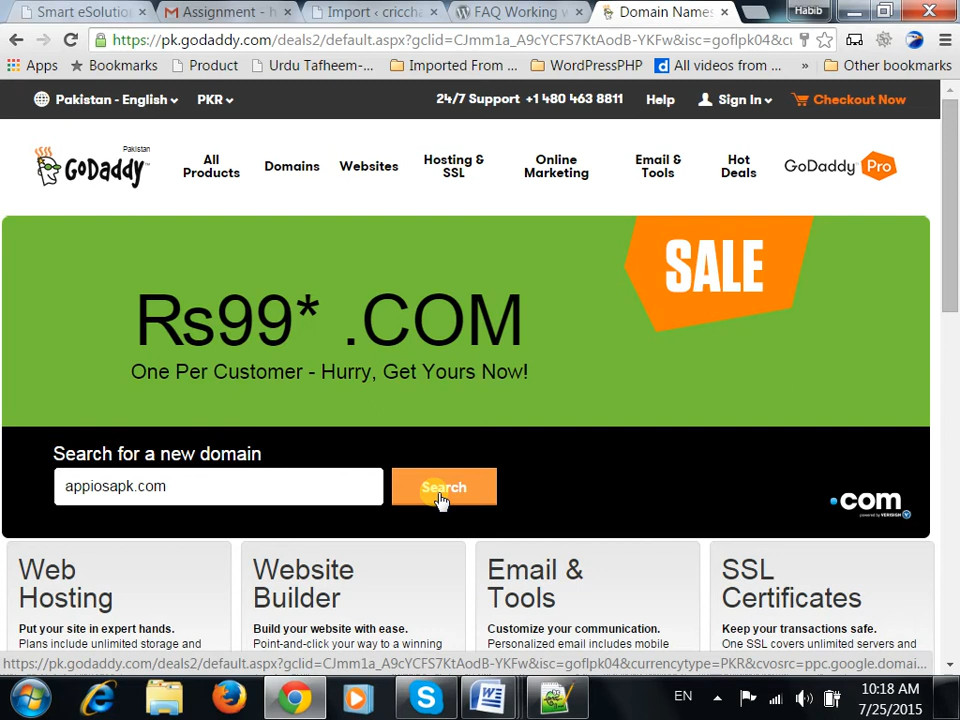 Smart eSolutio
Assignment - h
Import ‹ criccha
FAQ Working w
Domain Names
Habib
https://pk.godaddy.com/deals2/default.aspx?gclid=CJmm1a_A9cYCFS7KtAodB-YKFw&isc=goflpk04&cu
Apps
Bookmarks
Product
Urdu Tafheem-...
Imported From ...
WordPressPHP
All videos from ...
»
Other bookmarks
Pakistan - English
PKR
24/7 Support +1 480 463 8811
Help
Sign In
Checkout Now
Pakistan
GoDaddy
All Products
Domains
Websites
Hosting & SSL
Online Marketing
Email & Tools
Hot Deals
GoDaddy Pro
SALE
Rs99* .COM
One Per Customer - Hurry, Get Yours Now!
Search for a new domain
appiosapk.com
Search
.com
powered by VERISIGN
Web Hosting
Website Builder
Email & Tools
SSL Certificates
Put your site in expert hands.
Build your website with ease.
Customize your communication.
Keep your transactions safe.
Plans include unlimited storage and
Point-and-click your way to a winning
Personalized email includes mobile
One SSL covers unlimited servers and
https://pk.godaddy.com/deals2/default.aspx?gclid=CJmm1a_A9cYCFS7KtAodB-YKFw&isc=goflpk04&currencytype=PKR&cvosrc=ppc.google.domai...
EN
10:18 AM
7/25/2015